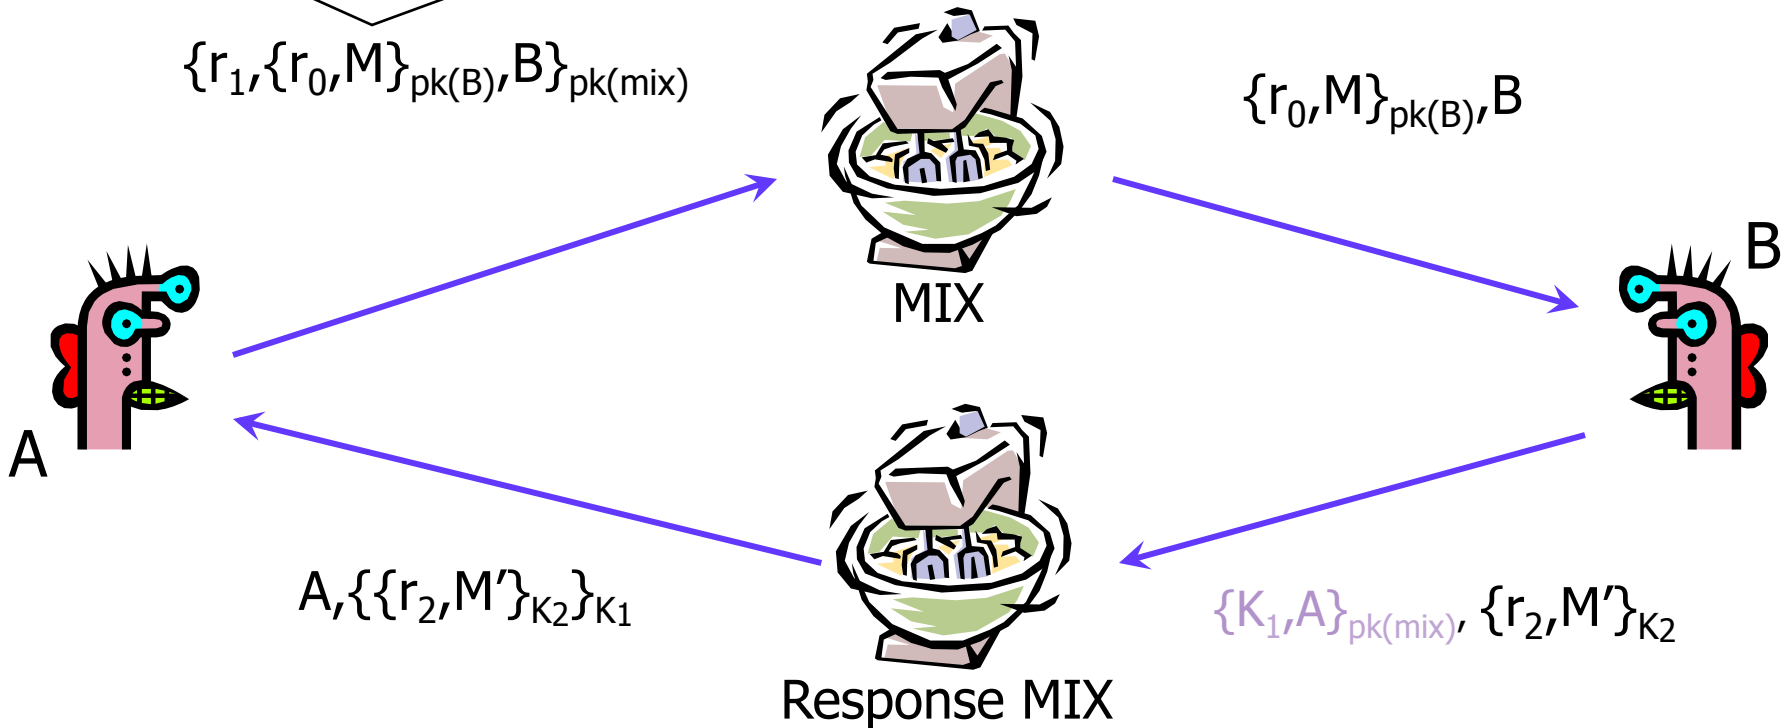 {r₁,{r₀,M}pk(B),B}pk(mix)
{r₀,M}pk(B),B
MIX
B
A
A,{{r₂,M′}K₂}K₁
{K₁,A}pk(mix), {r₂,M′}K₂
Response MIX